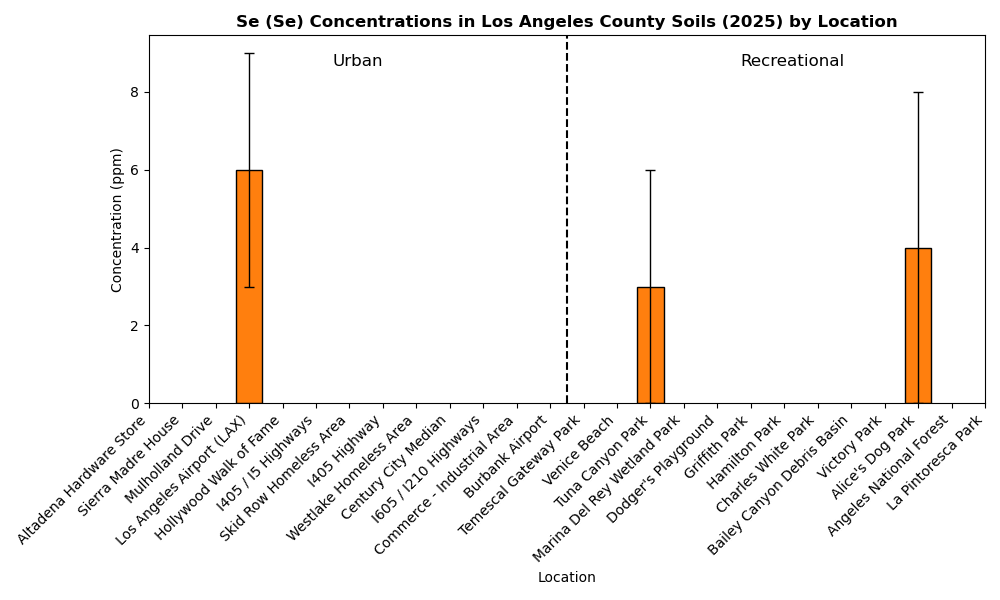 Se (Se) Concentrations in Los Angeles County Soils (2025) by Location
Urban
Recreational
Concentration (ppm)
8
6
4
2
0
Altadena Hardware Store
Sierra Madre House
Mulholland Drive
Los Angeles Airport (LAX)
Hollywood Walk of Fame
I405 / I5 Highways
Skid Row Homeless Area
I405 Highway
Westlake Homeless Area
Century City Median
I605 / I210 Highways
Commerce - Industrial Area
Burbank Airport
Temescal Gateway Park
Venice Beach
Tuna Canyon Park
Marina Del Rey Wetland Park
Dodger's Playground
Griffith Park
Hamilton Park
Charles White Park
Bailey Canyon Debris Basin
Victory Park
Alice's Dog Park
Angeles National Forest
La Pintoresca Park
Location